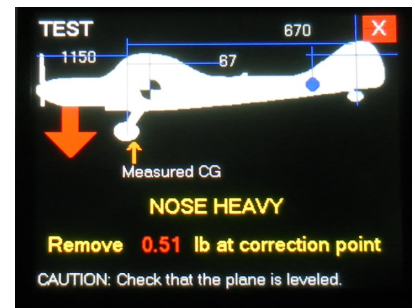 TEST
670
X
1150
67
Measured CG
NOSE HEAVY
Remove 0.51 lb at correction point
CAUTION: Check that the plane is leveled.